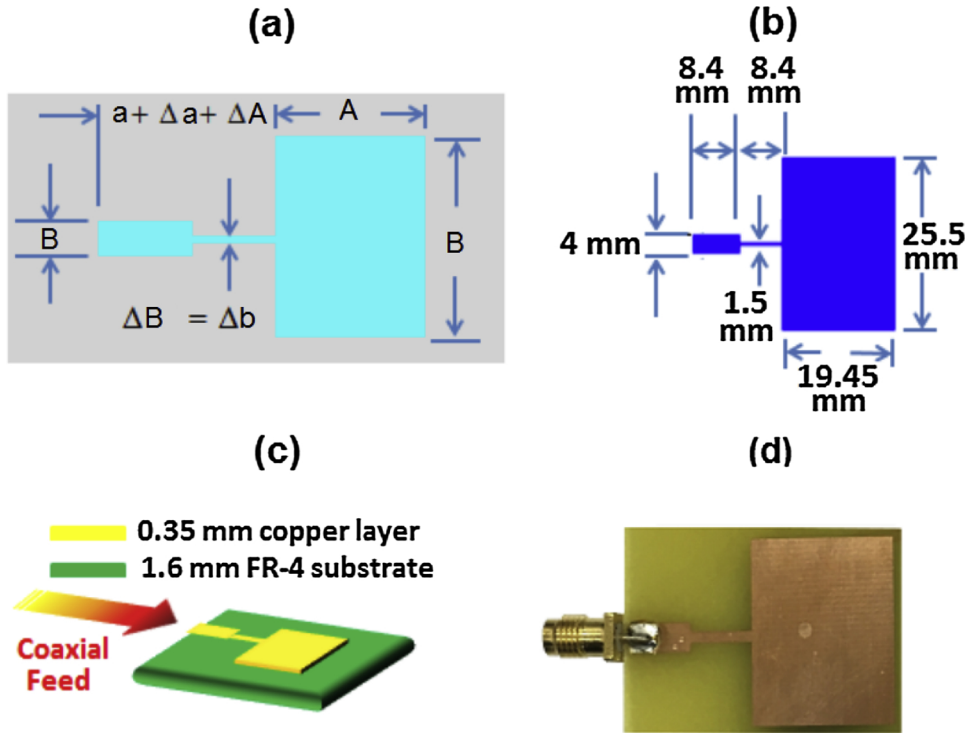 (a)
a+ Δa+ ΔA
A
B
B
ΔB = Δb
(b)
8.4
mm
8.4
mm
4 mm
1.5
mm
25.5
mm
19.45
mm
(c)
0.35 mm copper layer
1.6 mm FR-4 substrate
Coaxial
Feed
(d)